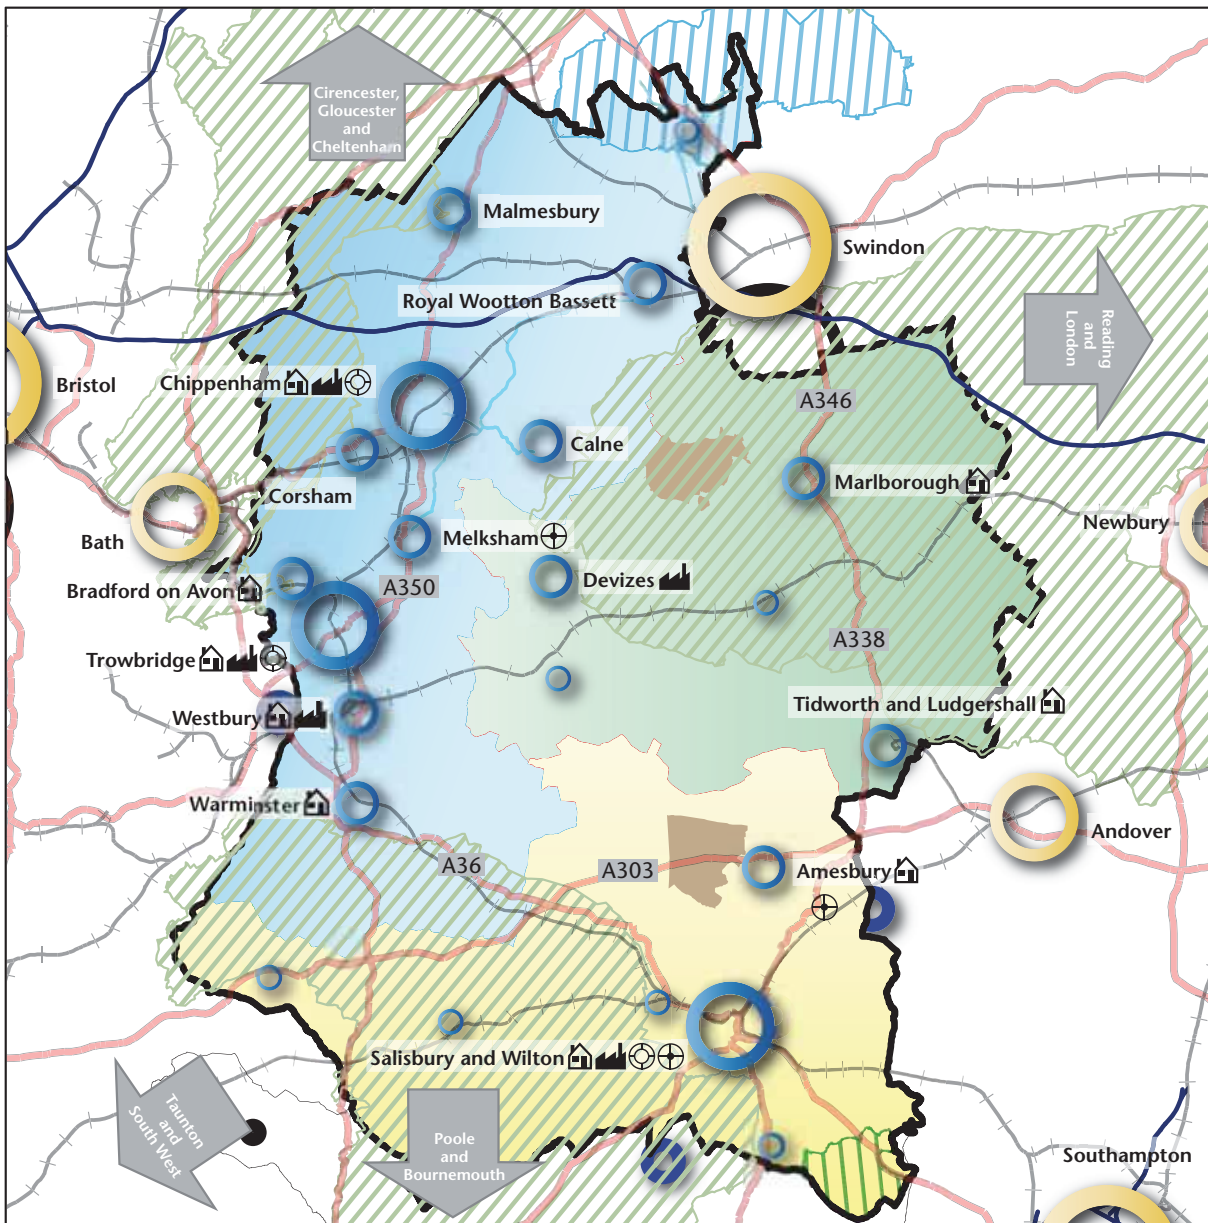 Cirencester,
Gloucester
and
Cheltenham
Malmesbury
Swindon
Royal Wootton Bassett
Reading
and
London
Bristol
Chippenham
A346
Calne
Corsham
Marlborough
Bath
Melksham
Newbury
Bradford on Avon
A350
Devizes
A338
Trowbridge
Westbury
Tidworth and Ludgershall
Warminster
Andover
A36
A303
Amesbury
Salisbury and Wilton
Taunton
and
South West
Poole
and
Bournemouth
Southampton